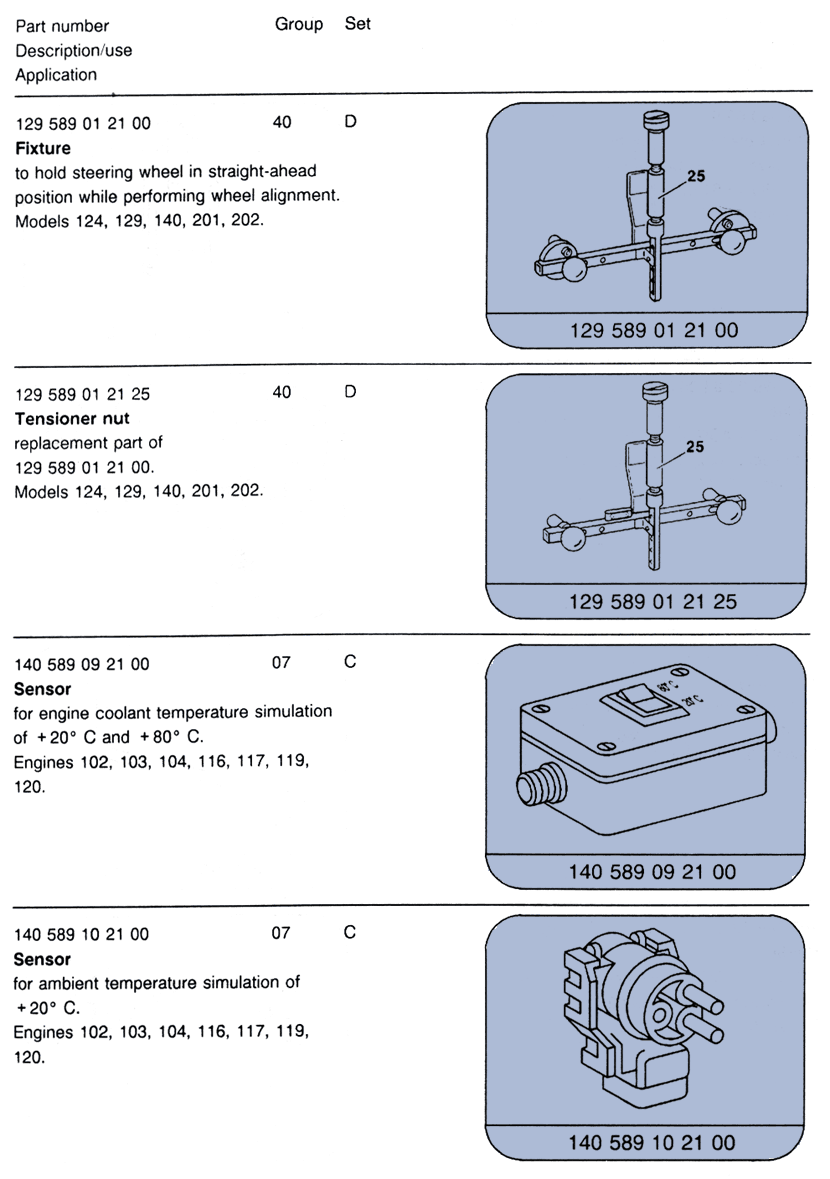 Part number Group Set
Description/use
Application
129 589 01 21 00 40 D
Fixture
to hold steering wheel in straight-ahead
position while performing wheel alignment.
Models 124, 129, 140, 201, 202.
25
129 589 01 21 00
129 589 01 21 25 40 D
Tensioner nut
replacement part of
129 589 01 21 00.
Models 124, 129, 140, 201, 202.
25
129 589 01 21 25
140 589 09 21 00 07 C
Sensor
for engine coolant temperature simulation
of +20° C and +80° C.
Engines 102, 103, 104, 116, 117, 119,
120.
80° C
20° C
140 589 09 21 00
140 589 10 21 00 07 C
Sensor
for ambient temperature simulation of
+20° C.
Engines 102, 103, 104, 116, 117, 119,
120.
140 589 10 21 00